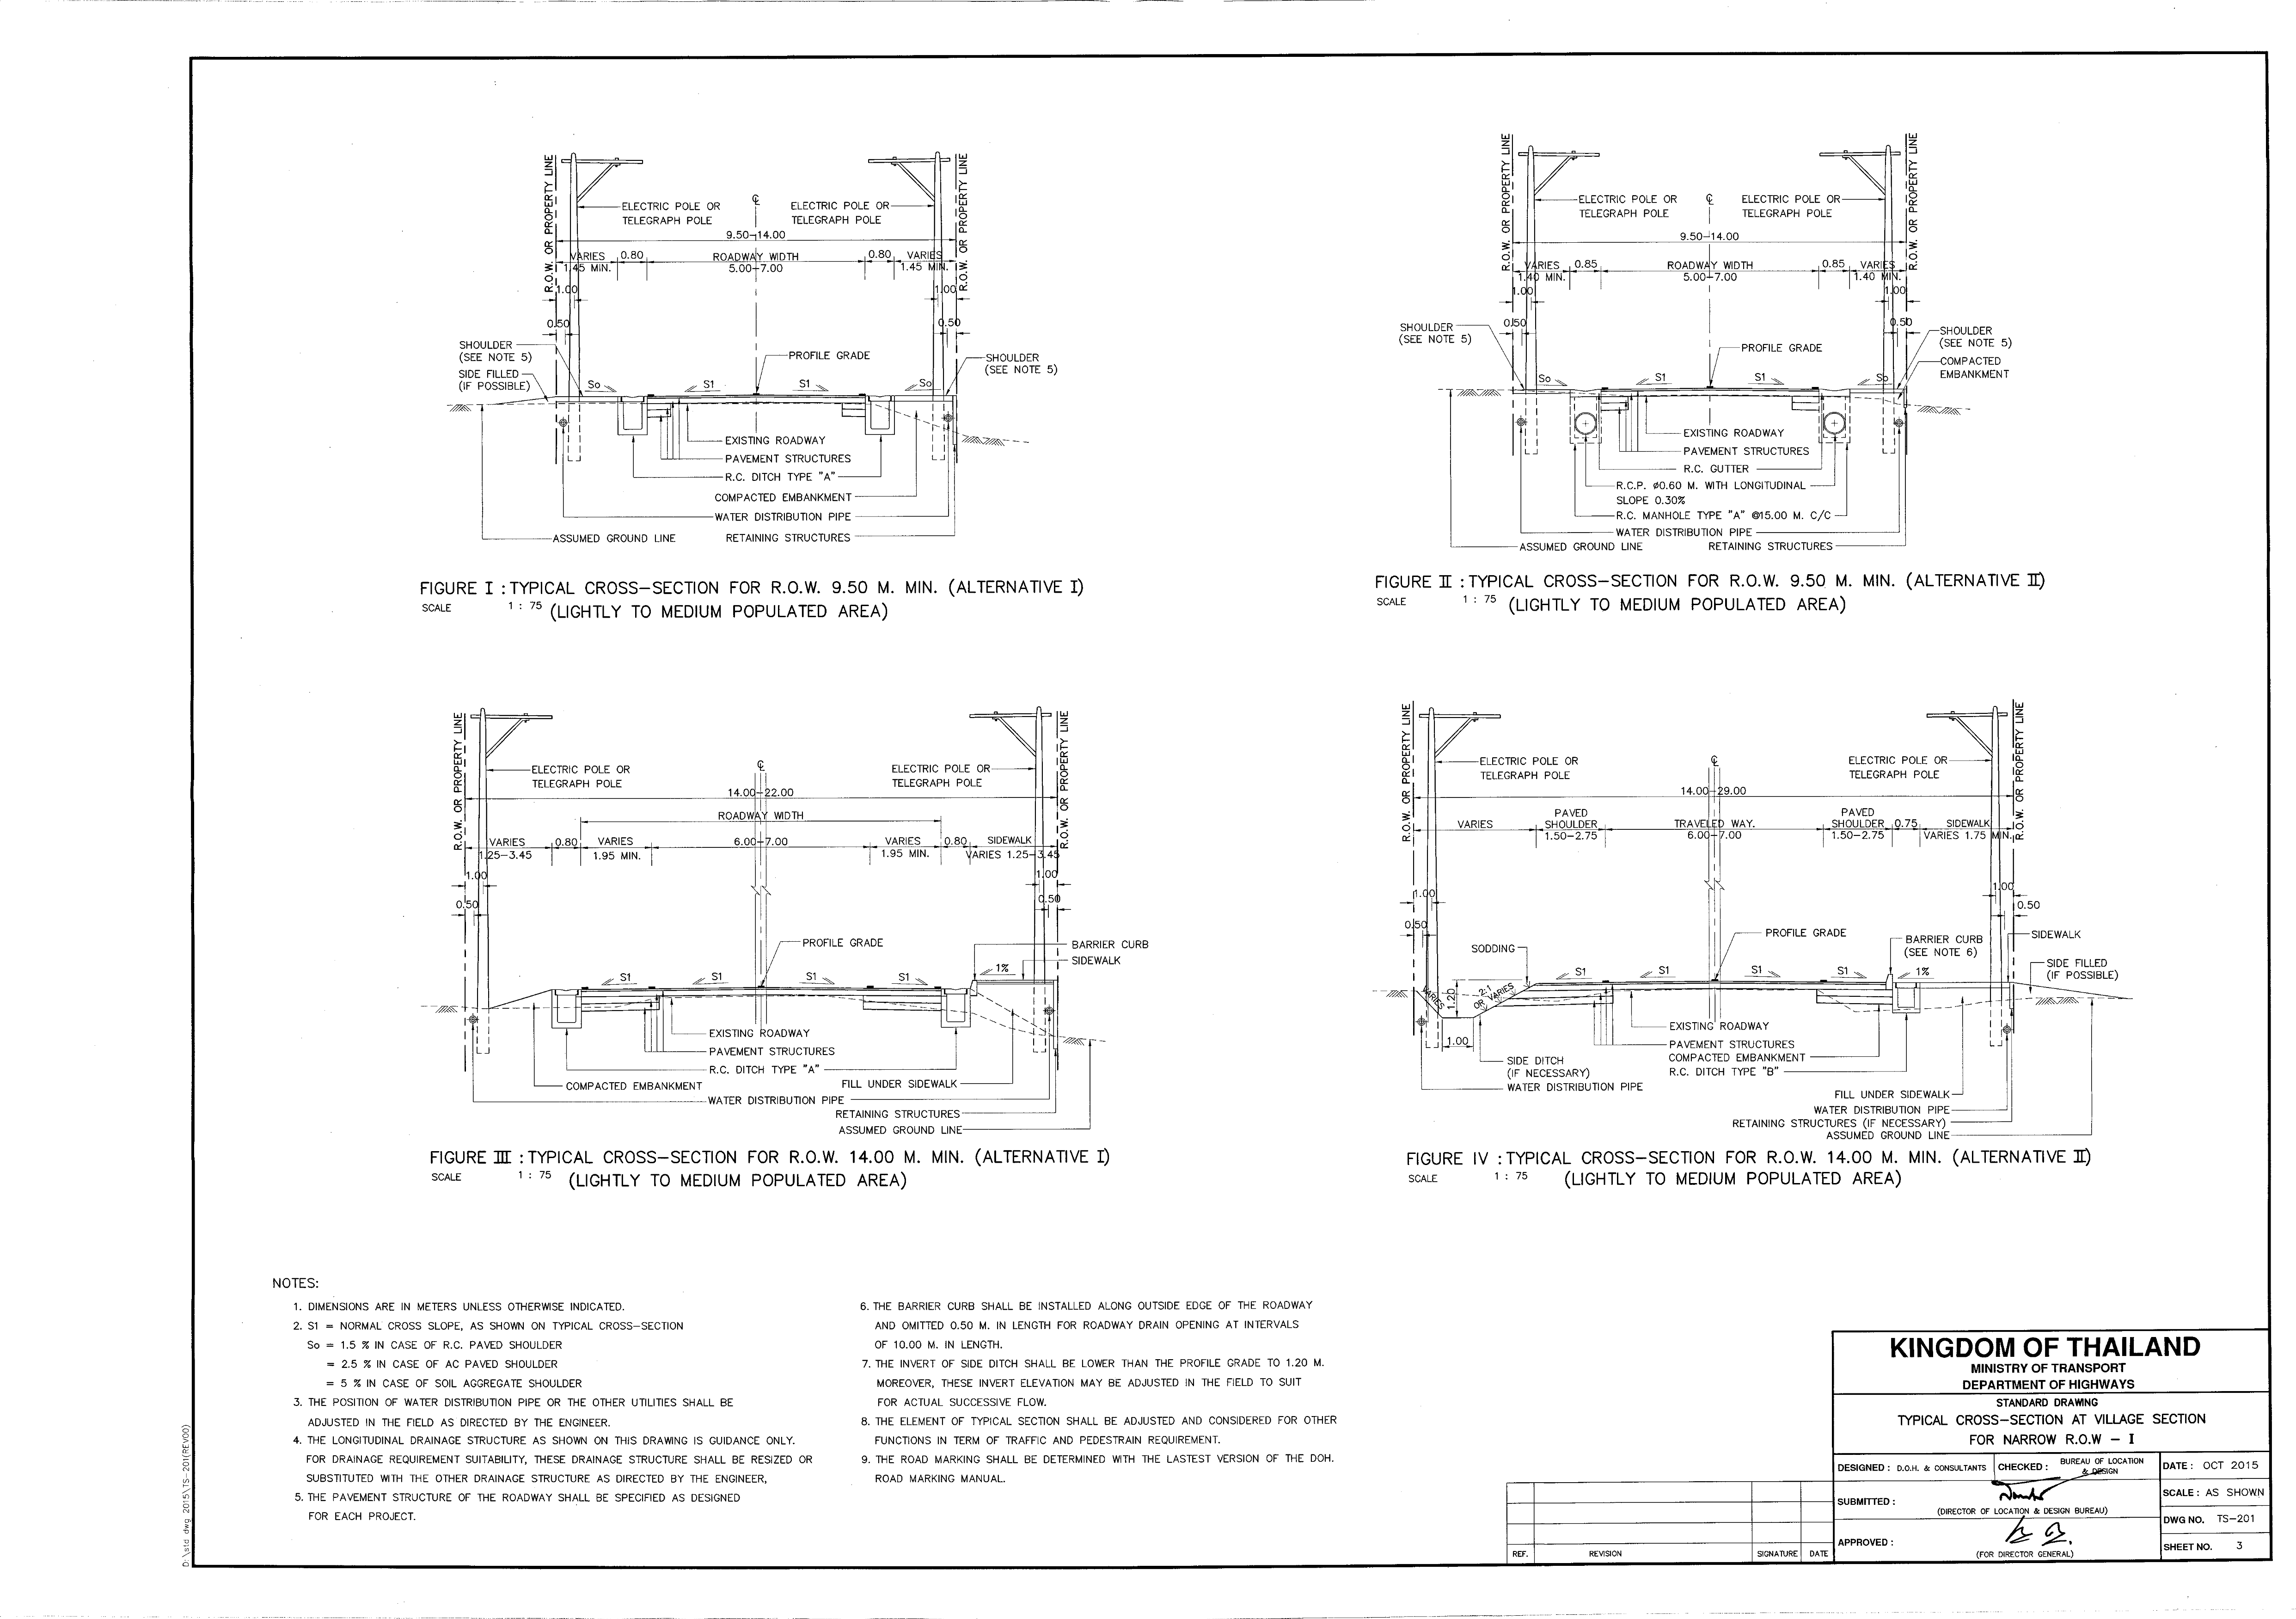 R.O.W. OR PROPERTY LINE
R.O.W. OR PROPERTY LINE
ELECTRIC POLE OR
TELEGRAPH POLE
℄
ELECTRIC POLE OR
TELEGRAPH POLE
9.50-14.00
VARIES 0.80 ROADWAY WIDTH 0.80 VARIES
1.45 MIN. 5.00-7.00 1.45 MIN.
1.00 1.00
0.50 0.50
SHOULDER
(SEE NOTE 5)
SIDE FILLED
(IF POSSIBLE)
PROFILE GRADE
SHOULDER
(SEE NOTE 5)
So S1 S1 So
EXISTING ROADWAY
PAVEMENT STRUCTURES
R.C. DITCH TYPE "A"
COMPACTED EMBANKMENT
WATER DISTRIBUTION PIPE
ASSUMED GROUND LINE RETAINING STRUCTURES
FIGURE I : TYPICAL CROSS-SECTION FOR R.O.W. 9.50 M. MIN. (ALTERNATIVE I)
SCALE 1 : 75 (LIGHTLY TO MEDIUM POPULATED AREA)
R.O.W. OR PROPERTY LINE
R.O.W. OR PROPERTY LINE
ELECTRIC POLE OR
TELEGRAPH POLE
℄
ELECTRIC POLE OR
TELEGRAPH POLE
9.50-14.00
VARIES 0.85 ROADWAY WIDTH 0.85 VARIES
1.40 MIN. 5.00-7.00 1.40 MIN.
1.00 1.00
0.50 0.50
SHOULDER
(SEE NOTE 5)
PROFILE GRADE
SHOULDER
(SEE NOTE 5)
COMPACTED
EMBANKMENT
So S1 S1 So
EXISTING ROADWAY
PAVEMENT STRUCTURES
R.C. GUTTER
R.C.P. ø0.60 M. WITH LONGITUDINAL
SLOPE 0.30%
R.C. MANHOLE TYPE "A" @15.00 M. C/C
WATER DISTRIBUTION PIPE
ASSUMED GROUND LINE RETAINING STRUCTURES
FIGURE II : TYPICAL CROSS-SECTION FOR R.O.W. 9.50 M. MIN. (ALTERNATIVE II)
SCALE 1 : 75 (LIGHTLY TO MEDIUM POPULATED AREA)
R.O.W. OR PROPERTY LINE
R.O.W. OR PROPERTY LINE
ELECTRIC POLE OR
TELEGRAPH POLE
℄
ELECTRIC POLE OR
TELEGRAPH POLE
14.00-22.00
ROADWAY WIDTH
VARIES 0.80 VARIES 6.00-7.00 VARIES 0.80 SIDEWALK
1.25-3.45 1.95 MIN. 1.95 MIN. VARIES 1.25-3.45
1.00 1.00
0.50 0.50
PROFILE GRADE
BARRIER CURB
SIDEWALK
S1 S1 S1 S1 1%
EXISTING ROADWAY
PAVEMENT STRUCTURES
R.C. DITCH TYPE "A"
COMPACTED EMBANKMENT FILL UNDER SIDEWALK
WATER DISTRIBUTION PIPE
RETAINING STRUCTURES
ASSUMED GROUND LINE
FIGURE III : TYPICAL CROSS-SECTION FOR R.O.W. 14.00 M. MIN. (ALTERNATIVE I)
SCALE 1 : 75 (LIGHTLY TO MEDIUM POPULATED AREA)
R.O.W. OR PROPERTY LINE
R.O.W. OR PROPERTY LINE
ELECTRIC POLE OR
TELEGRAPH POLE
℄
ELECTRIC POLE OR
TELEGRAPH POLE
14.00-29.00
PAVED PAVED
VARIES SHOULDER TRAVELED WAY. SHOULDER 0.75 SIDEWALK
1.50-2.75 6.00-7.00 1.50-2.75 VARIES 1.75 MIN.
1.00 1.00
0.50 0.50
SODDING
PROFILE GRADE
BARRIER CURB
(SEE NOTE 6)
SIDEWALK
SIDE FILLED
(IF POSSIBLE)
S1 S1 S1 S1 1%
VARIES
1.20
2:1
OR VARIES
1.00
EXISTING ROADWAY
PAVEMENT STRUCTURES
COMPACTED EMBANKMENT
R.C. DITCH TYPE "B"
SIDE DITCH
(IF NECESSARY)
WATER DISTRIBUTION PIPE
FILL UNDER SIDEWALK
WATER DISTRIBUTION PIPE
RETAINING STRUCTURES (IF NECESSARY)
ASSUMED GROUND LINE
FIGURE IV : TYPICAL CROSS-SECTION FOR R.O.W. 14.00 M. MIN. (ALTERNATIVE II)
SCALE 1 : 75 (LIGHTLY TO MEDIUM POPULATED AREA)
NOTES:
1. DIMENSIONS ARE IN METERS UNLESS OTHERWISE INDICATED.
2. S1 = NORMAL CROSS SLOPE, AS SHOWN ON TYPICAL CROSS-SECTION
So = 1.5 % IN CASE OF R.C. PAVED SHOULDER
= 2.5 % IN CASE OF AC PAVED SHOULDER
= 5 % IN CASE OF SOIL AGGREGATE SHOULDER
3. THE POSITION OF WATER DISTRIBUTION PIPE OR THE OTHER UTILITIES SHALL BE
ADJUSTED IN THE FIELD AS DIRECTED BY THE ENGINEER.
4. THE LONGITUDINAL DRAINAGE STRUCTURE AS SHOWN ON THIS DRAWING IS GUIDANCE ONLY.
FOR DRAINAGE REQUIREMENT SUITABILITY, THESE DRAINAGE STRUCTURE SHALL BE RESIZED OR
SUBSTITUTED WITH THE OTHER DRAINAGE STRUCTURE AS DIRECTED BY THE ENGINEER,
5. THE PAVEMENT STRUCTURE OF THE ROADWAY SHALL BE SPECIFIED AS DESIGNED
FOR EACH PROJECT.
6. THE BARRIER CURB SHALL BE INSTALLED ALONG OUTSIDE EDGE OF THE ROADWAY
AND OMITTED 0.50 M. IN LENGTH FOR ROADWAY DRAIN OPENING AT INTERVALS
OF 10.00 M. IN LENGTH.
7. THE INVERT OF SIDE DITCH SHALL BE LOWER THAN THE PROFILE GRADE TO 1.20 M.
MOREOVER, THESE INVERT ELEVATION MAY BE ADJUSTED IN THE FIELD TO SUIT
FOR ACTUAL SUCCESSIVE FLOW.
8. THE ELEMENT OF TYPICAL SECTION SHALL BE ADJUSTED AND CONSIDERED FOR OTHER
FUNCTIONS IN TERM OF TRAFFIC AND PEDESTRAIN REQUIREMENT.
9. THE ROAD MARKING SHALL BE DETERMINED WITH THE LASTEST VERSION OF THE DOH.
ROAD MARKING MANUAL.
KINGDOM OF THAILAND
MINISTRY OF TRANSPORT
DEPARTMENT OF HIGHWAYS
STANDARD DRAWING
TYPICAL CROSS-SECTION AT VILLAGE SECTION
FOR NARROW R.O.W - I
DESIGNED : D.O.H. & CONSULTANTS
CHECKED : BUREAU OF LOCATION
& DESIGN
DATE : OCT 2015
SUBMITTED :
(DIRECTOR OF LOCATION & DESIGN BUREAU)
SCALE : AS SHOWN
DWG NO. TS-201
APPROVED :
(FOR DIRECTOR GENERAL)
SHEET NO. 3
REF. REVISION SIGNATURE DATE
D:\std dwg 2015\TS-201(REV00)